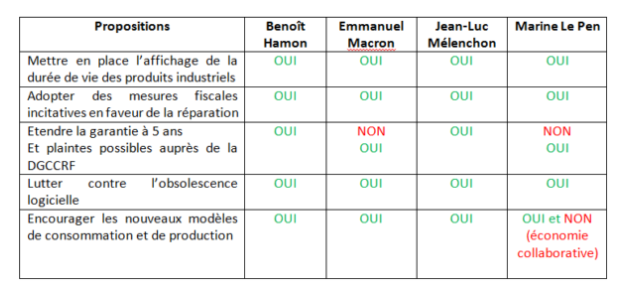 Propositions Benoît Hamon Emmanuel Macron Jean-Luc Mélenchon Marine Le Pen
Mettre en place l'affichage de la OUI OUI OUI OUI
durée de vie des produits industriels
Adopter des mesures fiscales OUI OUI OUI OUI
incitatives en faveur de la réparation
Etendre la garantie à 5 ans OUI NON OUI NON
Et plaintes possibles auprès de la OUI OUI
DGCCRF
Lutter contre l'obsolescence OUI OUI OUI OUI
logicielle
Encourager les nouveaux modèles OUI OUI OUI OUI et NON
de consommation et de production (économie
collaborative)